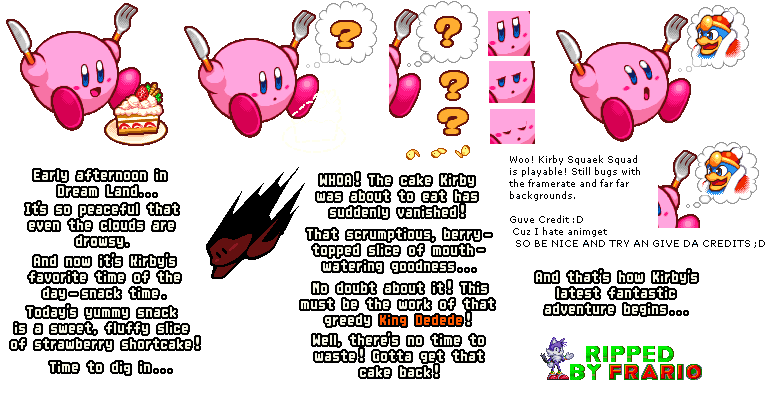 Early afternoon in
Dream Land...
It's so peaceful that
even the clouds are
drowsy.
And now it's Kirby's
favorite time of the
day-snack time.
Today's yummy snack
is a sweet, fluffy slice
of strawberry shortcake!
Time to dig in...
?
?
?
?
WHOA! The cake Kirby
was about to eat has
suddenly vanished!
That scrumptious, berry-
topped slice of mouth-
watering goodness...
No doubt about it! This
must be the work of that
greedy King Dedede!
Well, there's no time to
waste! Gotta get that
cake back!
Woo! Kirby Squaek Squad
is playable! Still bugs with
the framerate and far far
backgrounds.
Guve Credit :D
Cuz I hate animget
SO BE NICE AND TRY AN GIVE DA CREDITS ;D
And that's how Kirby's
latest fantastic
adventure begins...
RIPPED
BY FRARIO